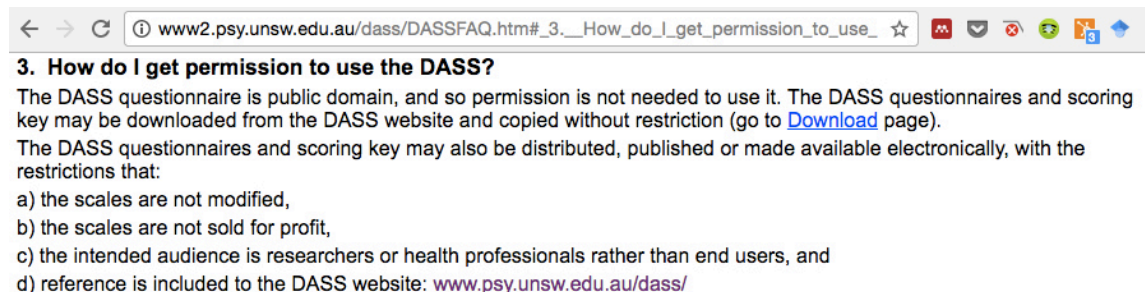 www2.psy.unsw.edu.au/dass/DASSFAQ.htm#_3.__How_do_I_get_permission_to_use_
3
3. How do I get permission to use the DASS?
The DASS questionnaire is public domain, and so permission is not needed to use it. The DASS questionnaires and scoring
key may be downloaded from the DASS website and copied without restriction (go to Download page).
The DASS questionnaires and scoring key may also be distributed, published or made available electronically, with the
restrictions that:
a) the scales are not modified,
b) the scales are not sold for profit,
c) the intended audience is researchers or health professionals rather than end users, and
d) reference is included to the DASS website: www.psy.unsw.edu.au/dass/